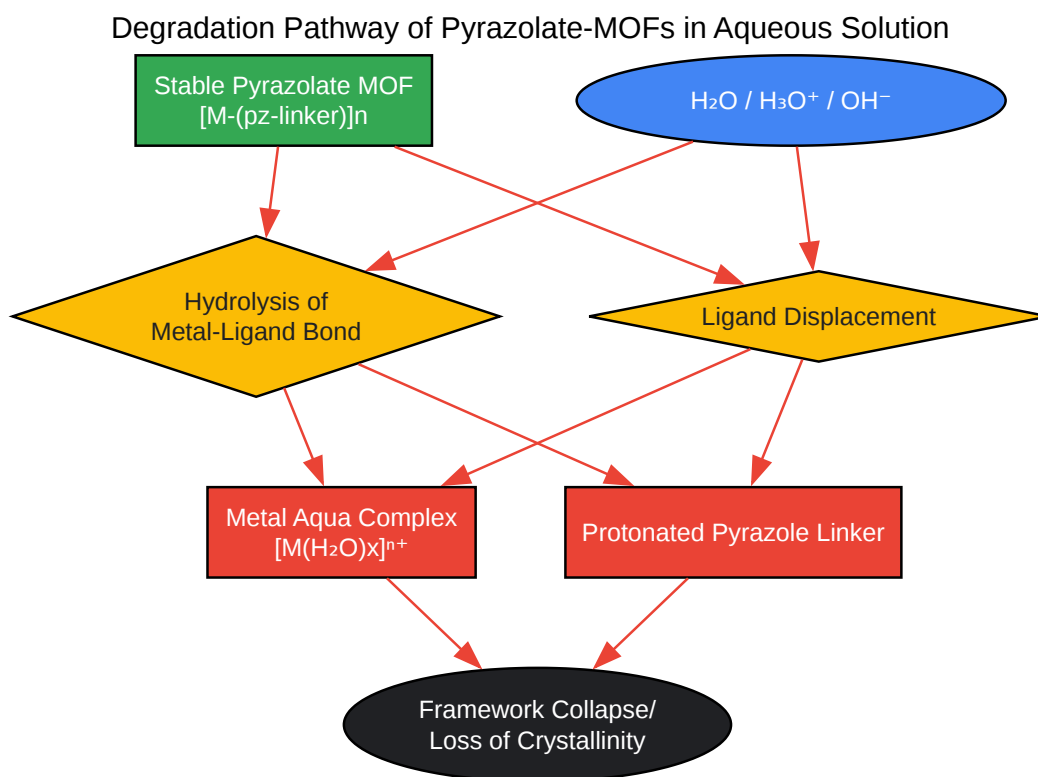 Degradation Pathway of Pyrazolate-MOFs in Aqueous Solution
Stable Pyrazolate MOF
[M-(pz-linker)]n
H₂O / H₃O⁺ / OH⁻
Hydrolysis of
Metal-Ligand Bond
Ligand Displacement
Metal Aqua Complex
[M(H₂O)x]ⁿ⁺
Protonated Pyrazole Linker
Framework Collapse/
Loss of Crystallinity